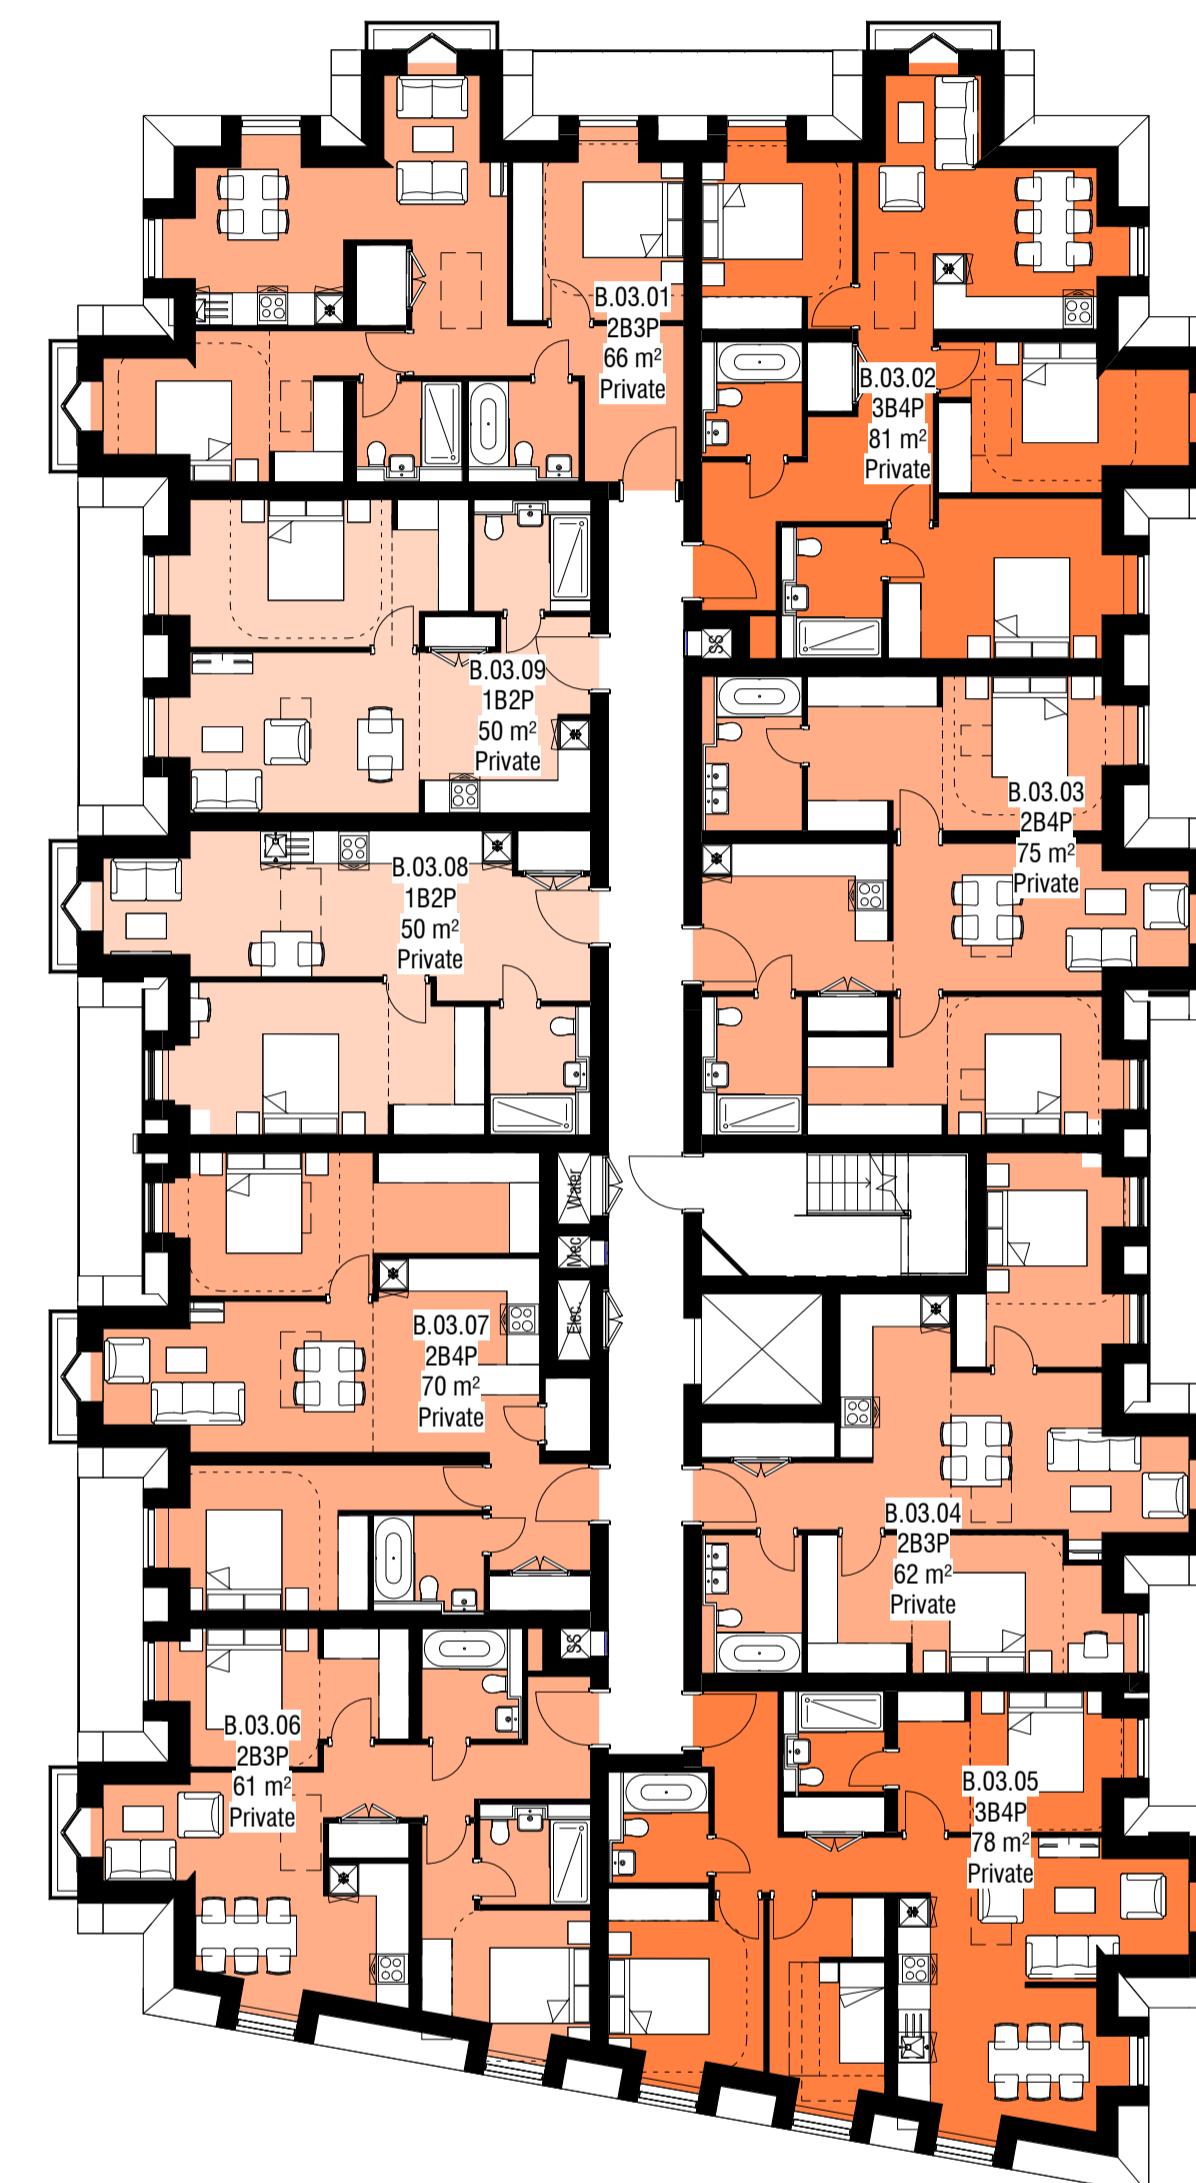 B.03.01
2B3P
66 m²
Private
B.03.02
3B4P
81 m²
Private
SS
B.03.09
1B2P
50 m²
Private
B.03.03
2B4P
75 m²
Private
B.03.08
1B2P
50 m²
Private
Water
Mec
Elec.
B.03.07
2B4P
70 m²
Private
B.03.04
2B3P
62 m²
Private
SS
B.03.06
2B3P
61 m²
Private
B.03.05
3B4P
78 m²
Private